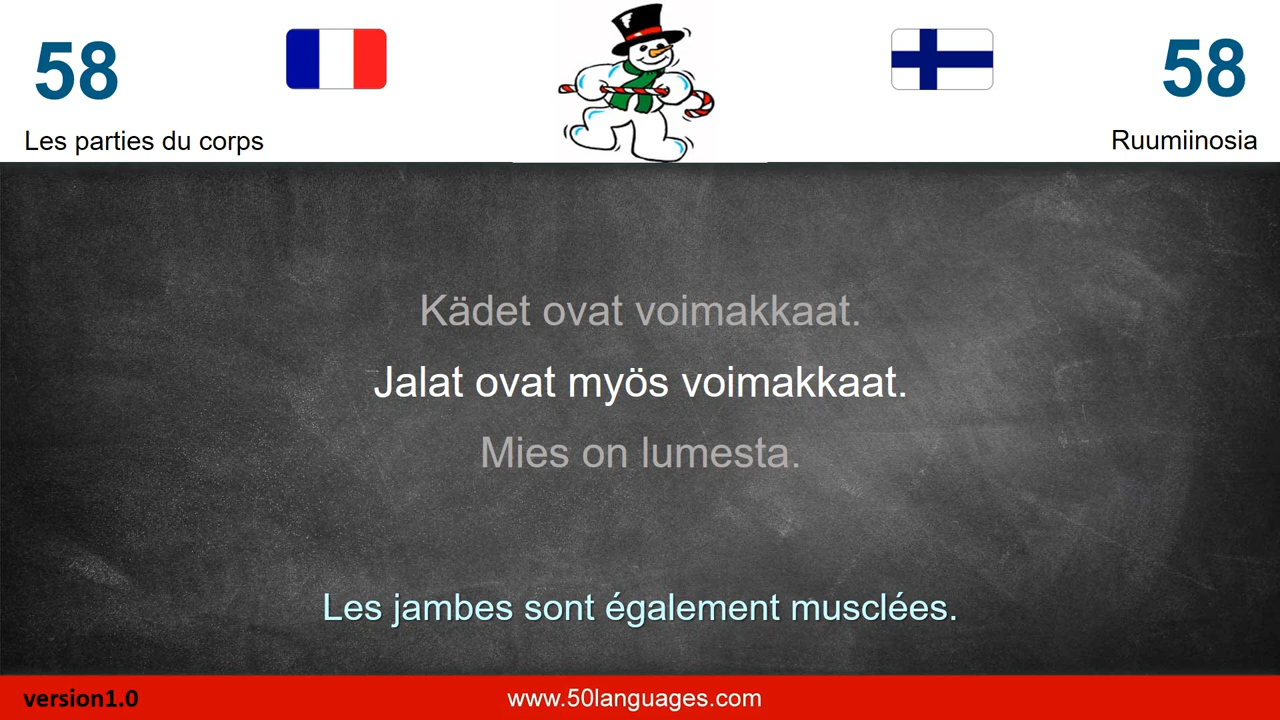 58
58
Les parties du corps
Ruumiinosia
Kädet ovat voimakkaat.
Jalat ovat myös voimakkaat.
Mies on lumesta.
Les jambes sont également musclées.
version1.0
www.50languages.com